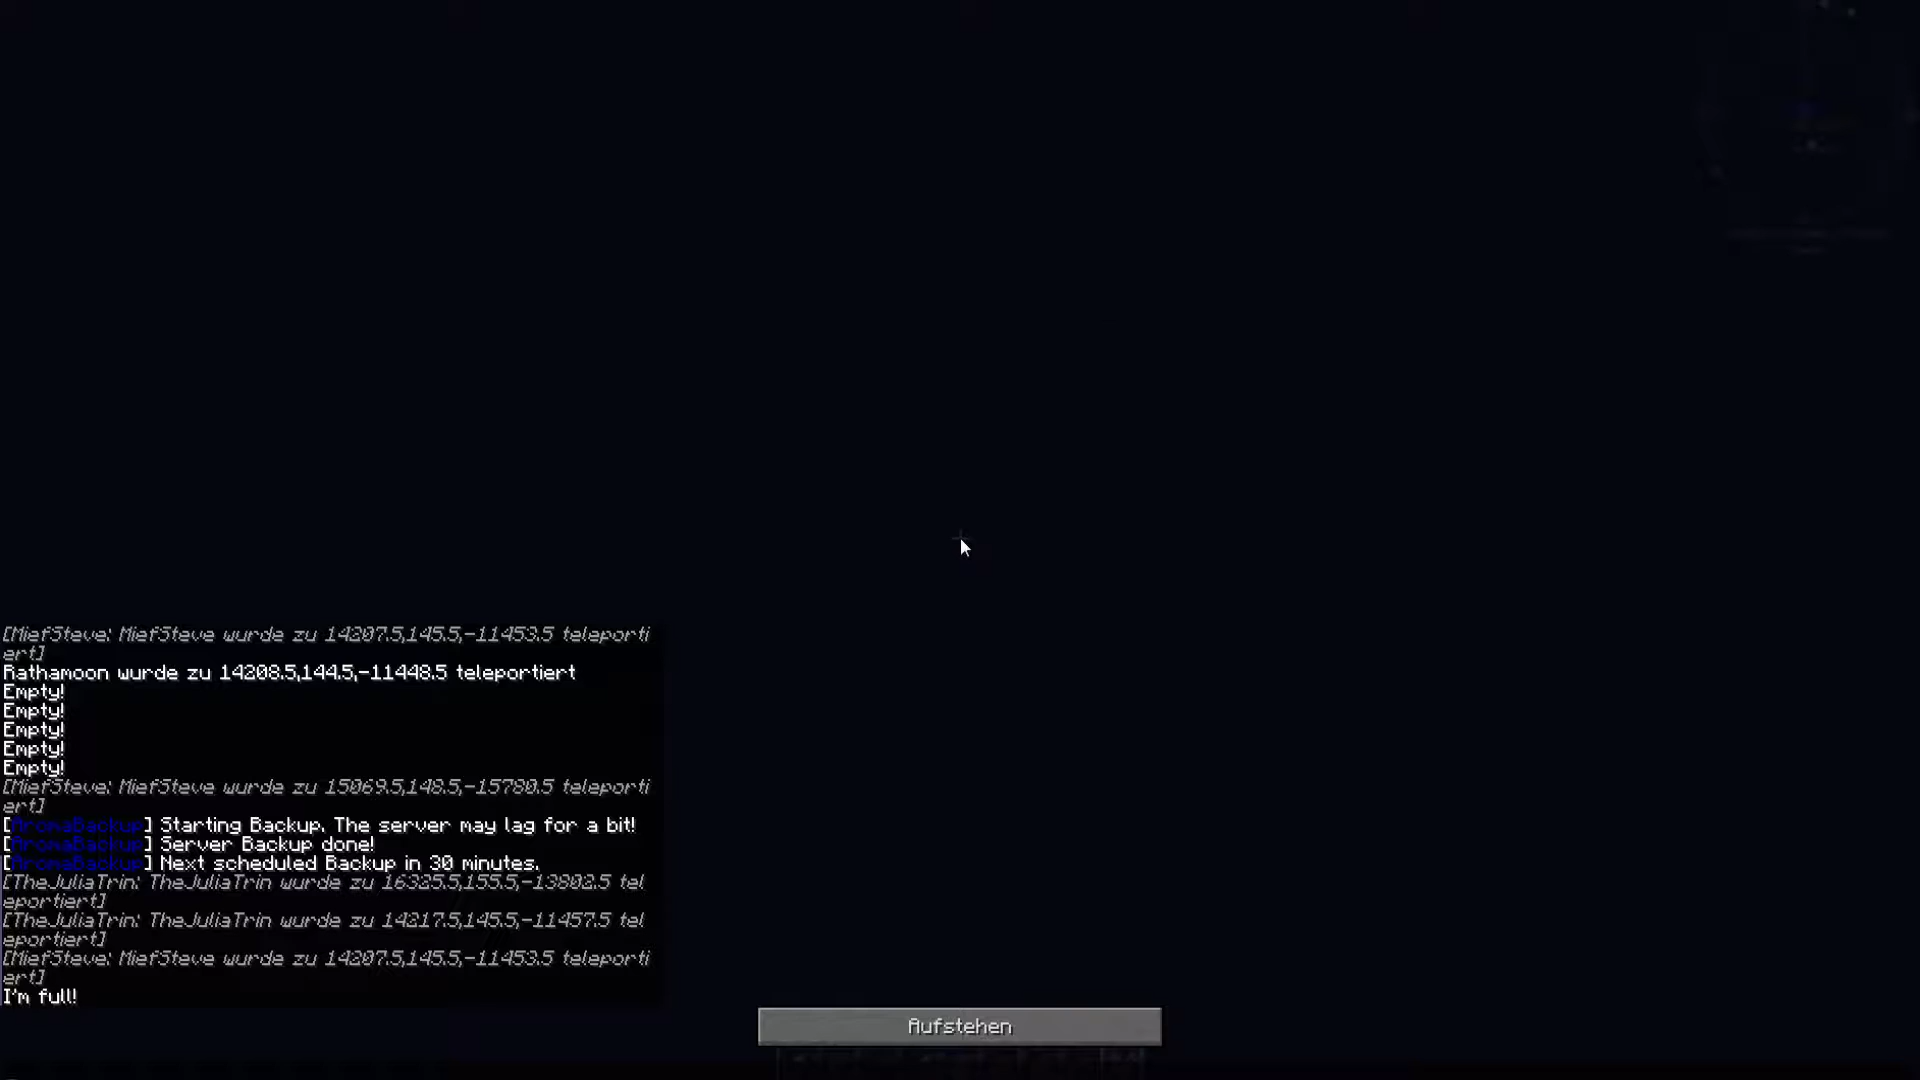 [MiefSteve: MiefSteve wurde zu 14207.5,145.5,-11453.5 teleporti
ert]
Rathamoon wurde zu 14208.5,144.5,-11448.5 teleportiert
Empty!
Empty!
Empty!
Empty!
Empty!
[MiefSteve: MiefSteve wurde zu 15069.5,148.5,-15780.5 teleporti
ert]
[AromaBackup] Starting Backup. The server may lag for a bit!
[AromaBackup] Server Backup done!
[AromaBackup] Next scheduled Backup in 30 minutes.
[TheJuliaTrin: TheJuliaTrin wurde zu 16325.5,155.5,-13802.5 tel
eportiert]
[TheJuliaTrin: TheJuliaTrin wurde zu 14217.5,145.5,-11457.5 tel
eportiert]
[MiefSteve: MiefSteve wurde zu 14207.5,145.5,-11453.5 teleporti
ert]
I'm full!
Aufstehen